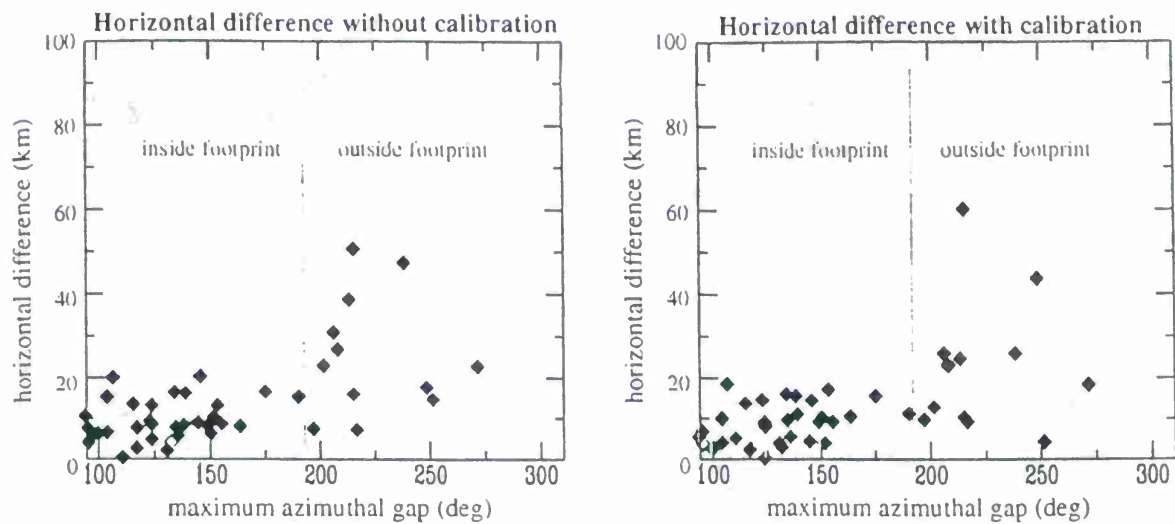 Horizontal difference without calibration
100
80
60
40
20
0
horizontal difference (km)
inside footprint
outside footprint
100
150
200
250
300
maximum azimuthal gap (deg)
Horizontal difference with calibration
100
80
60
40
20
0
horizontal difference (km)
inside footprint
outside footprint
100
150
200
250
300
maximum azimuthal gap (deg)